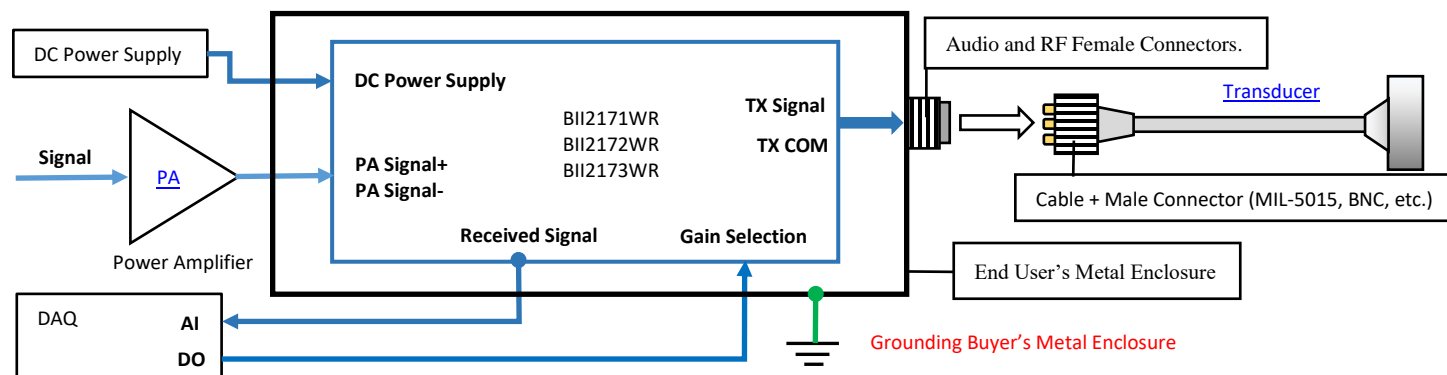 DC Power Supply
Signal
PA
Power Amplifier
DAQ
AI
DO
DC Power Supply
PA Signal+
PA Signal-
BII2171WR
BII2172WR
BII2173WR
TX Signal
TX COM
Received Signal
Gain Selection
Audio and RF Female Connectors.
Transducer
Cable + Male Connector (MIL-5015, BNC, etc.)
End User’s Metal Enclosure
Grounding Buyer’s Metal Enclosure